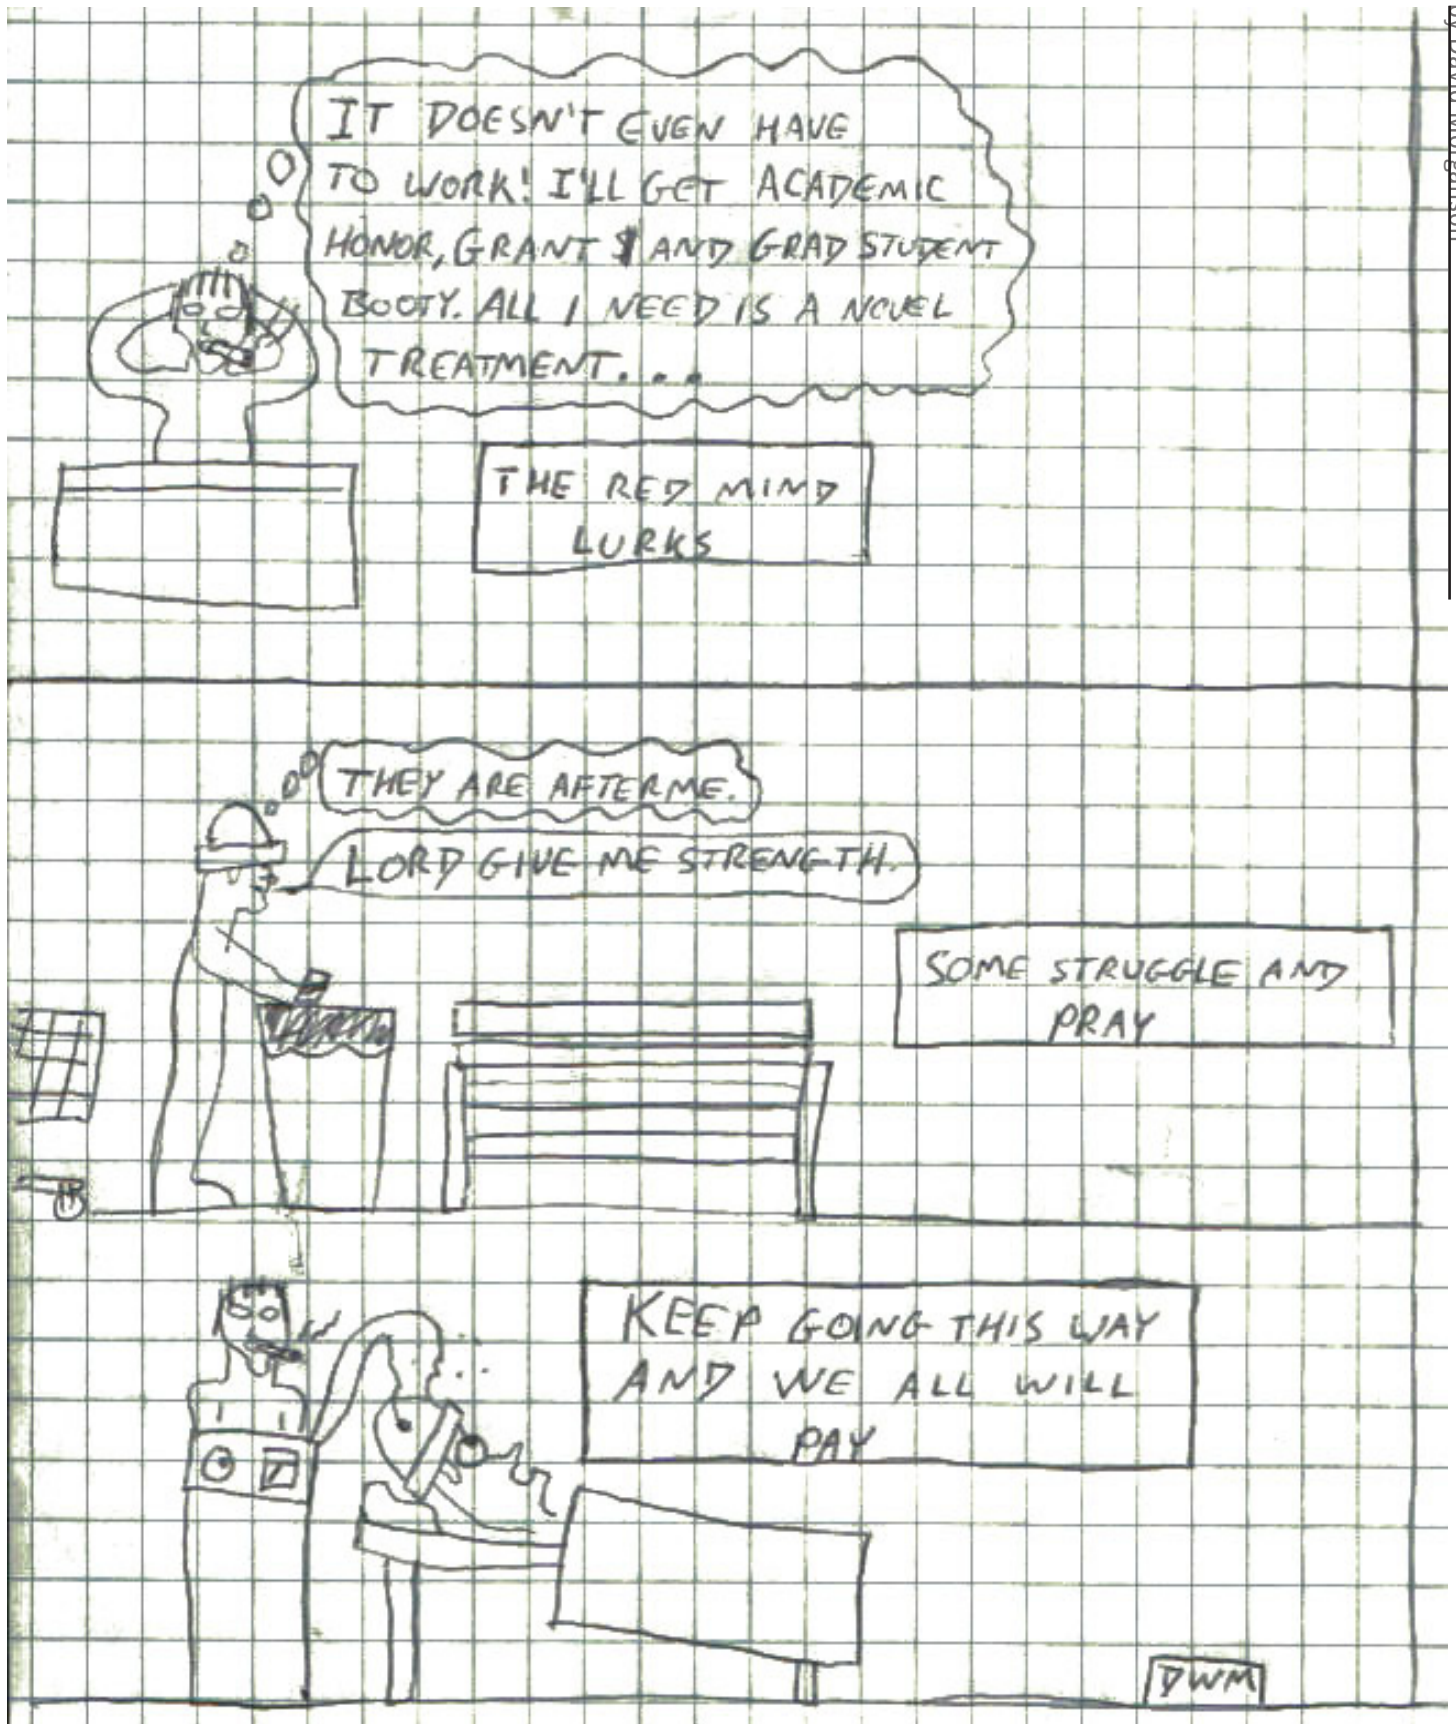 IT DOESN'T EVEN HAVE
TO WORK! I'LL GET ACADEMIC
HONOR, GRANT $ AND GRAD STUDENT
BOOTY. ALL I NEED IS A NOVEL
TREATMENT...
THE RED MIND
LURKS
THEY ARE AFTER ME.
LORD GIVE ME STRENGTH.
SOME STRUGGLE AND
PRAY
KEEP GOING THIS WAY
AND WE ALL WILL
PAY
DWM